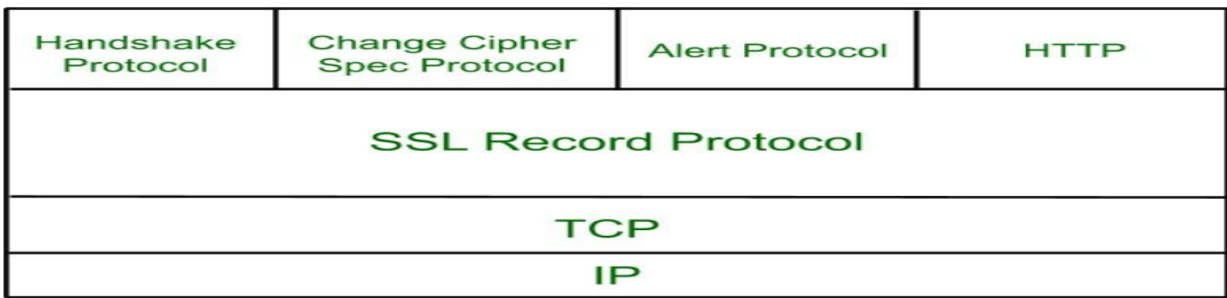 Handshake
Protocol
Change Cipher
Spec Protocol
Alert Protocol
HTTP
SSL Record Protocol
TCP
IP